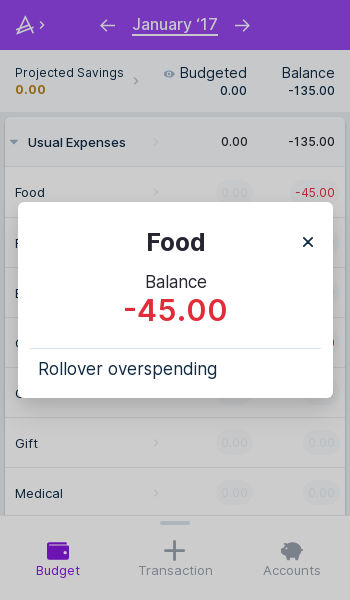 January ‘17
Projected Savings
0.00
Budgeted
0.00
Balance
-135.00
Usual Expenses 0.00 -135.00
Food 0.00 -45.00
Food
Balance
-45.00
Rollover overspending
Gift 0.00 0.00
Medical 0.00 0.00
Budget Transaction Accounts